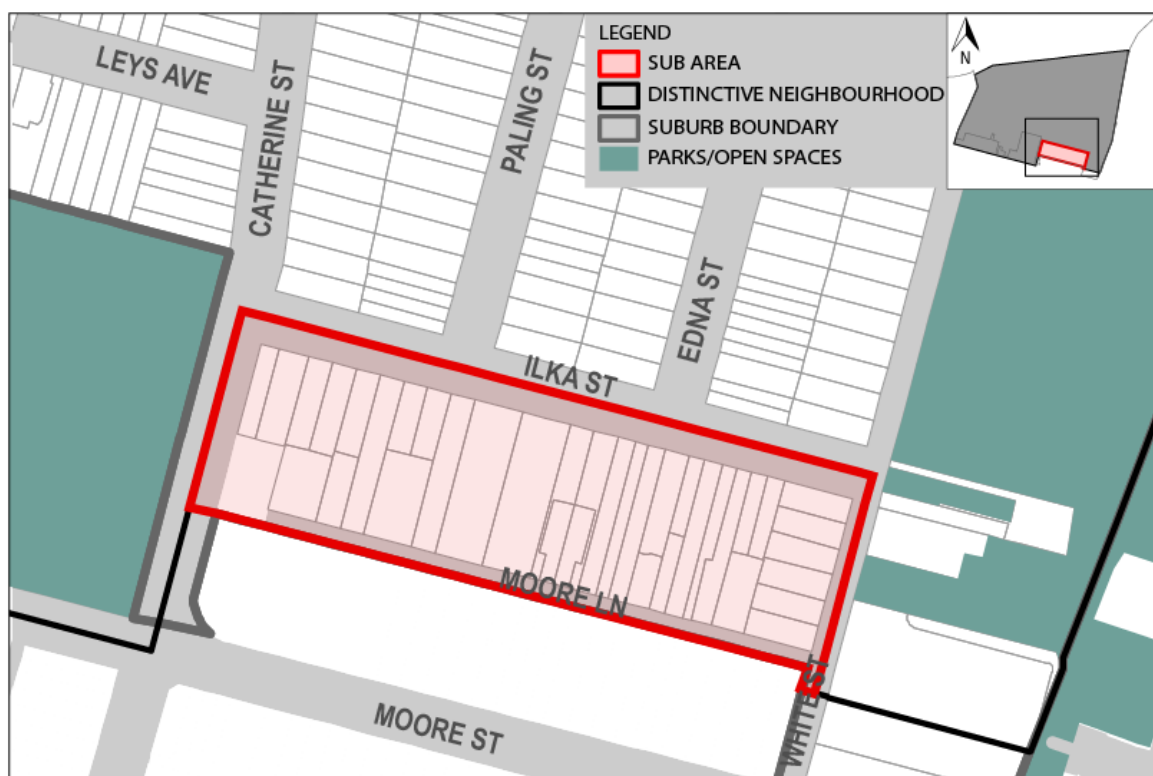 LEGEND
SUB AREA
DISTINCTIVE NEIGHBOURHOOD
SUBURB BOUNDARY
PARKS/OPEN SPACES
N
LEYS AVE
CATHERINE ST
PALING ST
EDNA ST
ILKA ST
MOORE LN
WHITE ST
MOORE ST